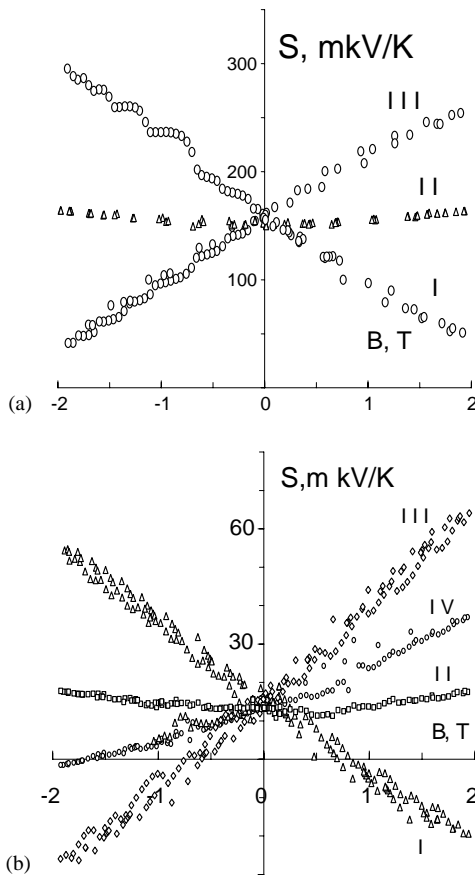 S, mkV/K
300
I I I
200
I I
100
I
B, T
(a)
-2 -1 0 1 2
S,m kV/K
60
I I I
I V
30
I I
B, T
-2 -1 0 1 2
I
(b)